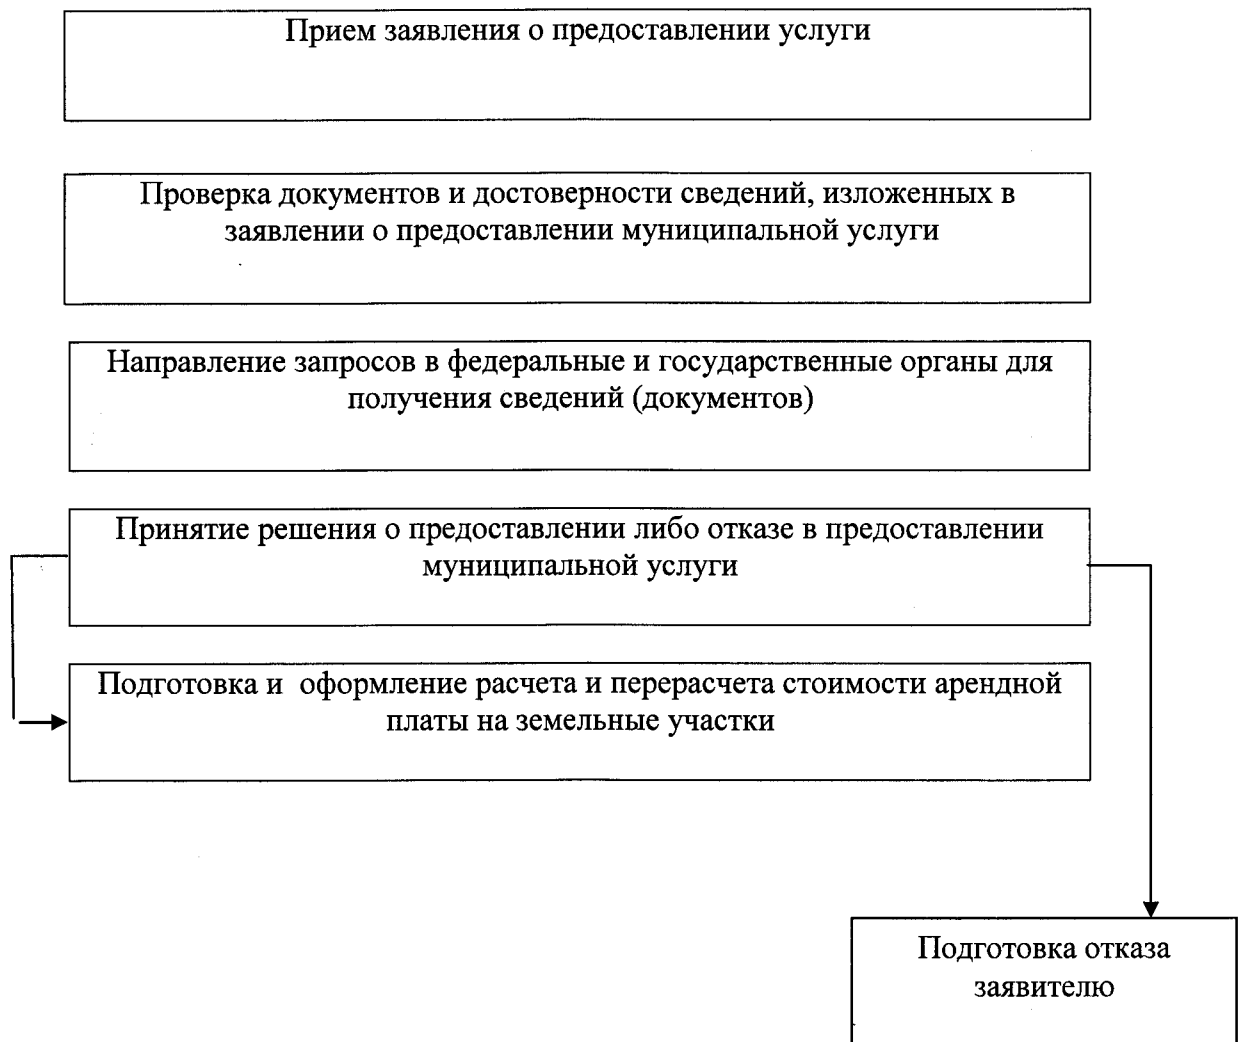 Прием заявления о предоставлении услуги
Проверка документов и достоверности сведений, изложенных в
заявлении о предоставлении муниципальной услуги
Направление запросов в федеральные и государственные органы для
получения сведений (документов)
Принятие решения о предоставлении либо отказе в предоставлении
муниципальной услуги
Подготовка и оформление расчета и перерасчета стоимости арендной
платы на земельные участки
Подготовка отказа
заявителю